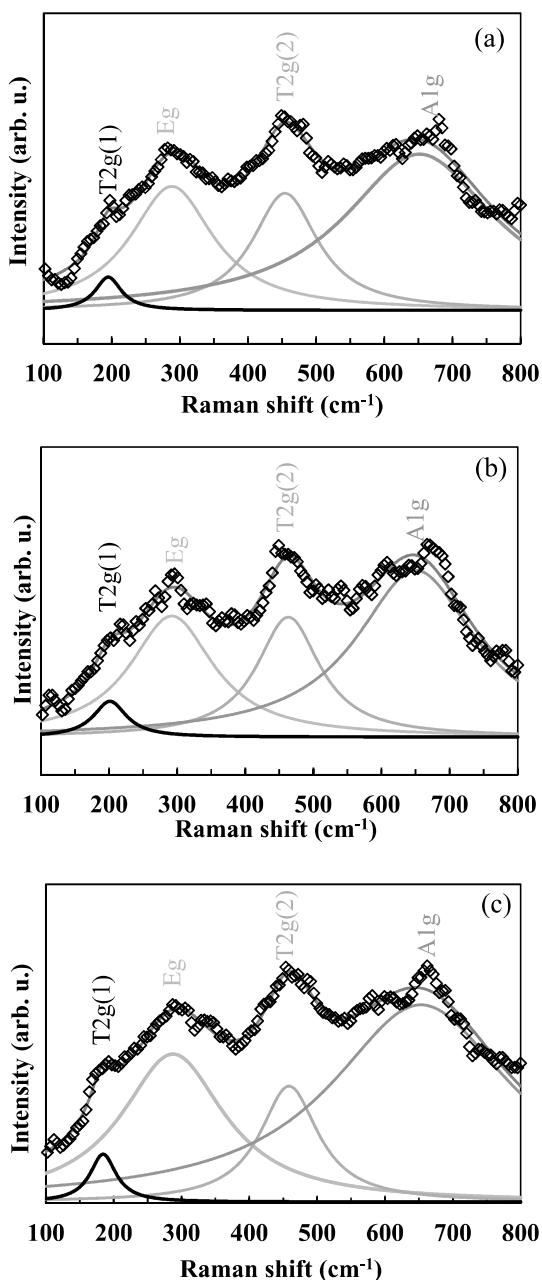 (a)
Intensity (arb. u.)
T2g(1)
Eg
T2g(2)
A1g
100 200 300 400 500 600 700 800
Raman shift (cm-1)
(b)
Intensity (arb. u.)
T2g(1)
Eg
T2g(2)
A1g
100 200 300 400 500 600 700 800
Raman shift (cm-1)
(c)
Intensity (arb. u.)
T2g(1)
Eg
T2g(2)
A1g
100 200 300 400 500 600 700 800
Raman shift (cm-1)